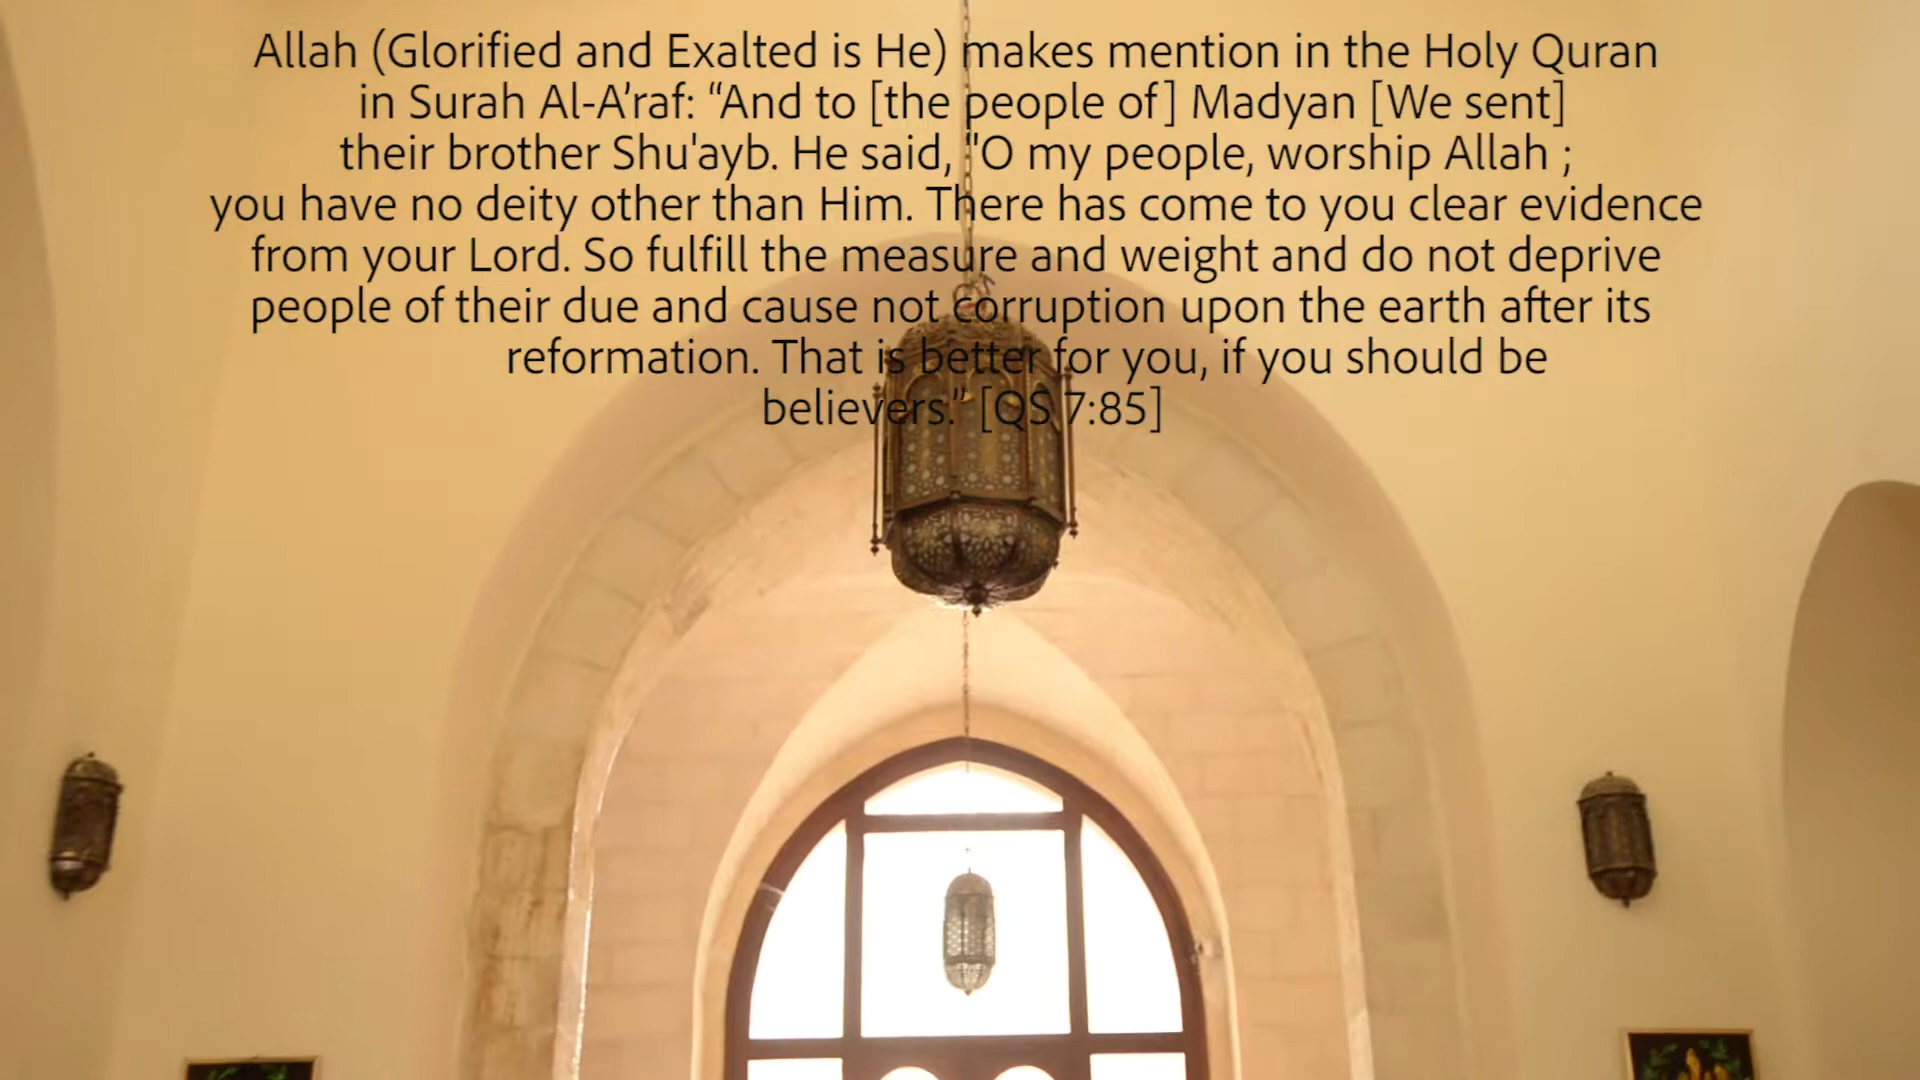 Allah (Glorified and Exalted is He) makes mention in the Holy Quran
in Surah Al-A’raf: “And to [the people of] Madyan [We sent]
their brother Shu'ayb. He said, "O my people, worship Allah ;
you have no deity other than Him. There has come to you clear evidence
from your Lord. So fulfill the measure and weight and do not deprive
people of their due and cause not corruption upon the earth after its
reformation. That is better for you, if you should be
believers.” [QS 7:85]